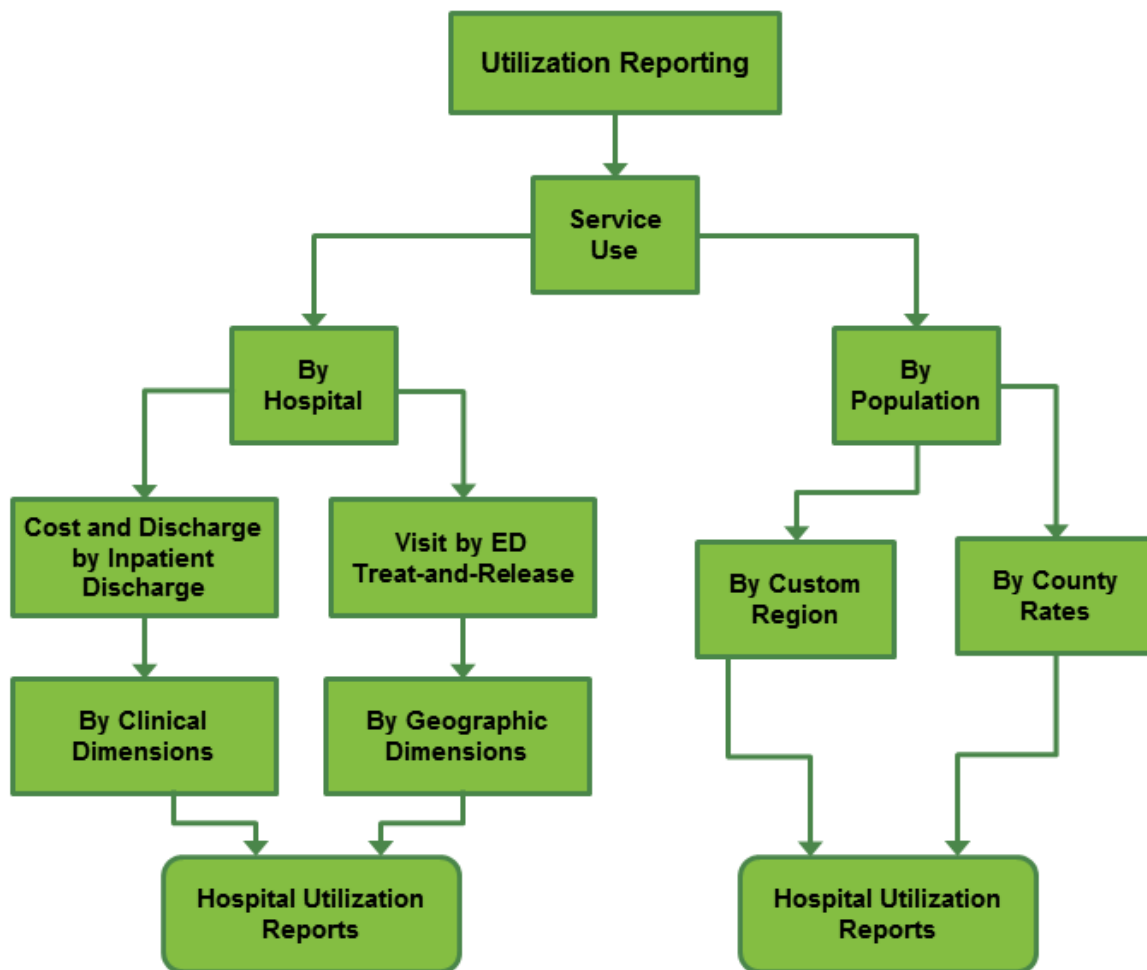 Utilization Reporting
Service
Use
By
Hospital
By
Population
Cost and Discharge
by Inpatient
Discharge
Visit by ED
Treat-and-Release
By Custom
Region
By County
Rates
By Clinical
Dimensions
By Geographic
Dimensions
Hospital Utilization
Reports
Hospital Utilization
Reports